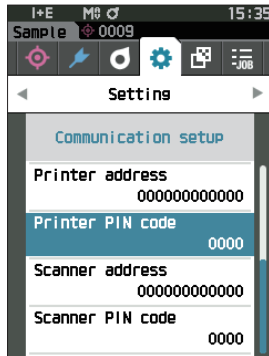 I+E M0 15:35
Sample 0009
-JOB
Setting
Communication setup
Printer address
000000000000
Printer PIN code
0000
Scanner address
000000000000
Scanner PIN code
0000